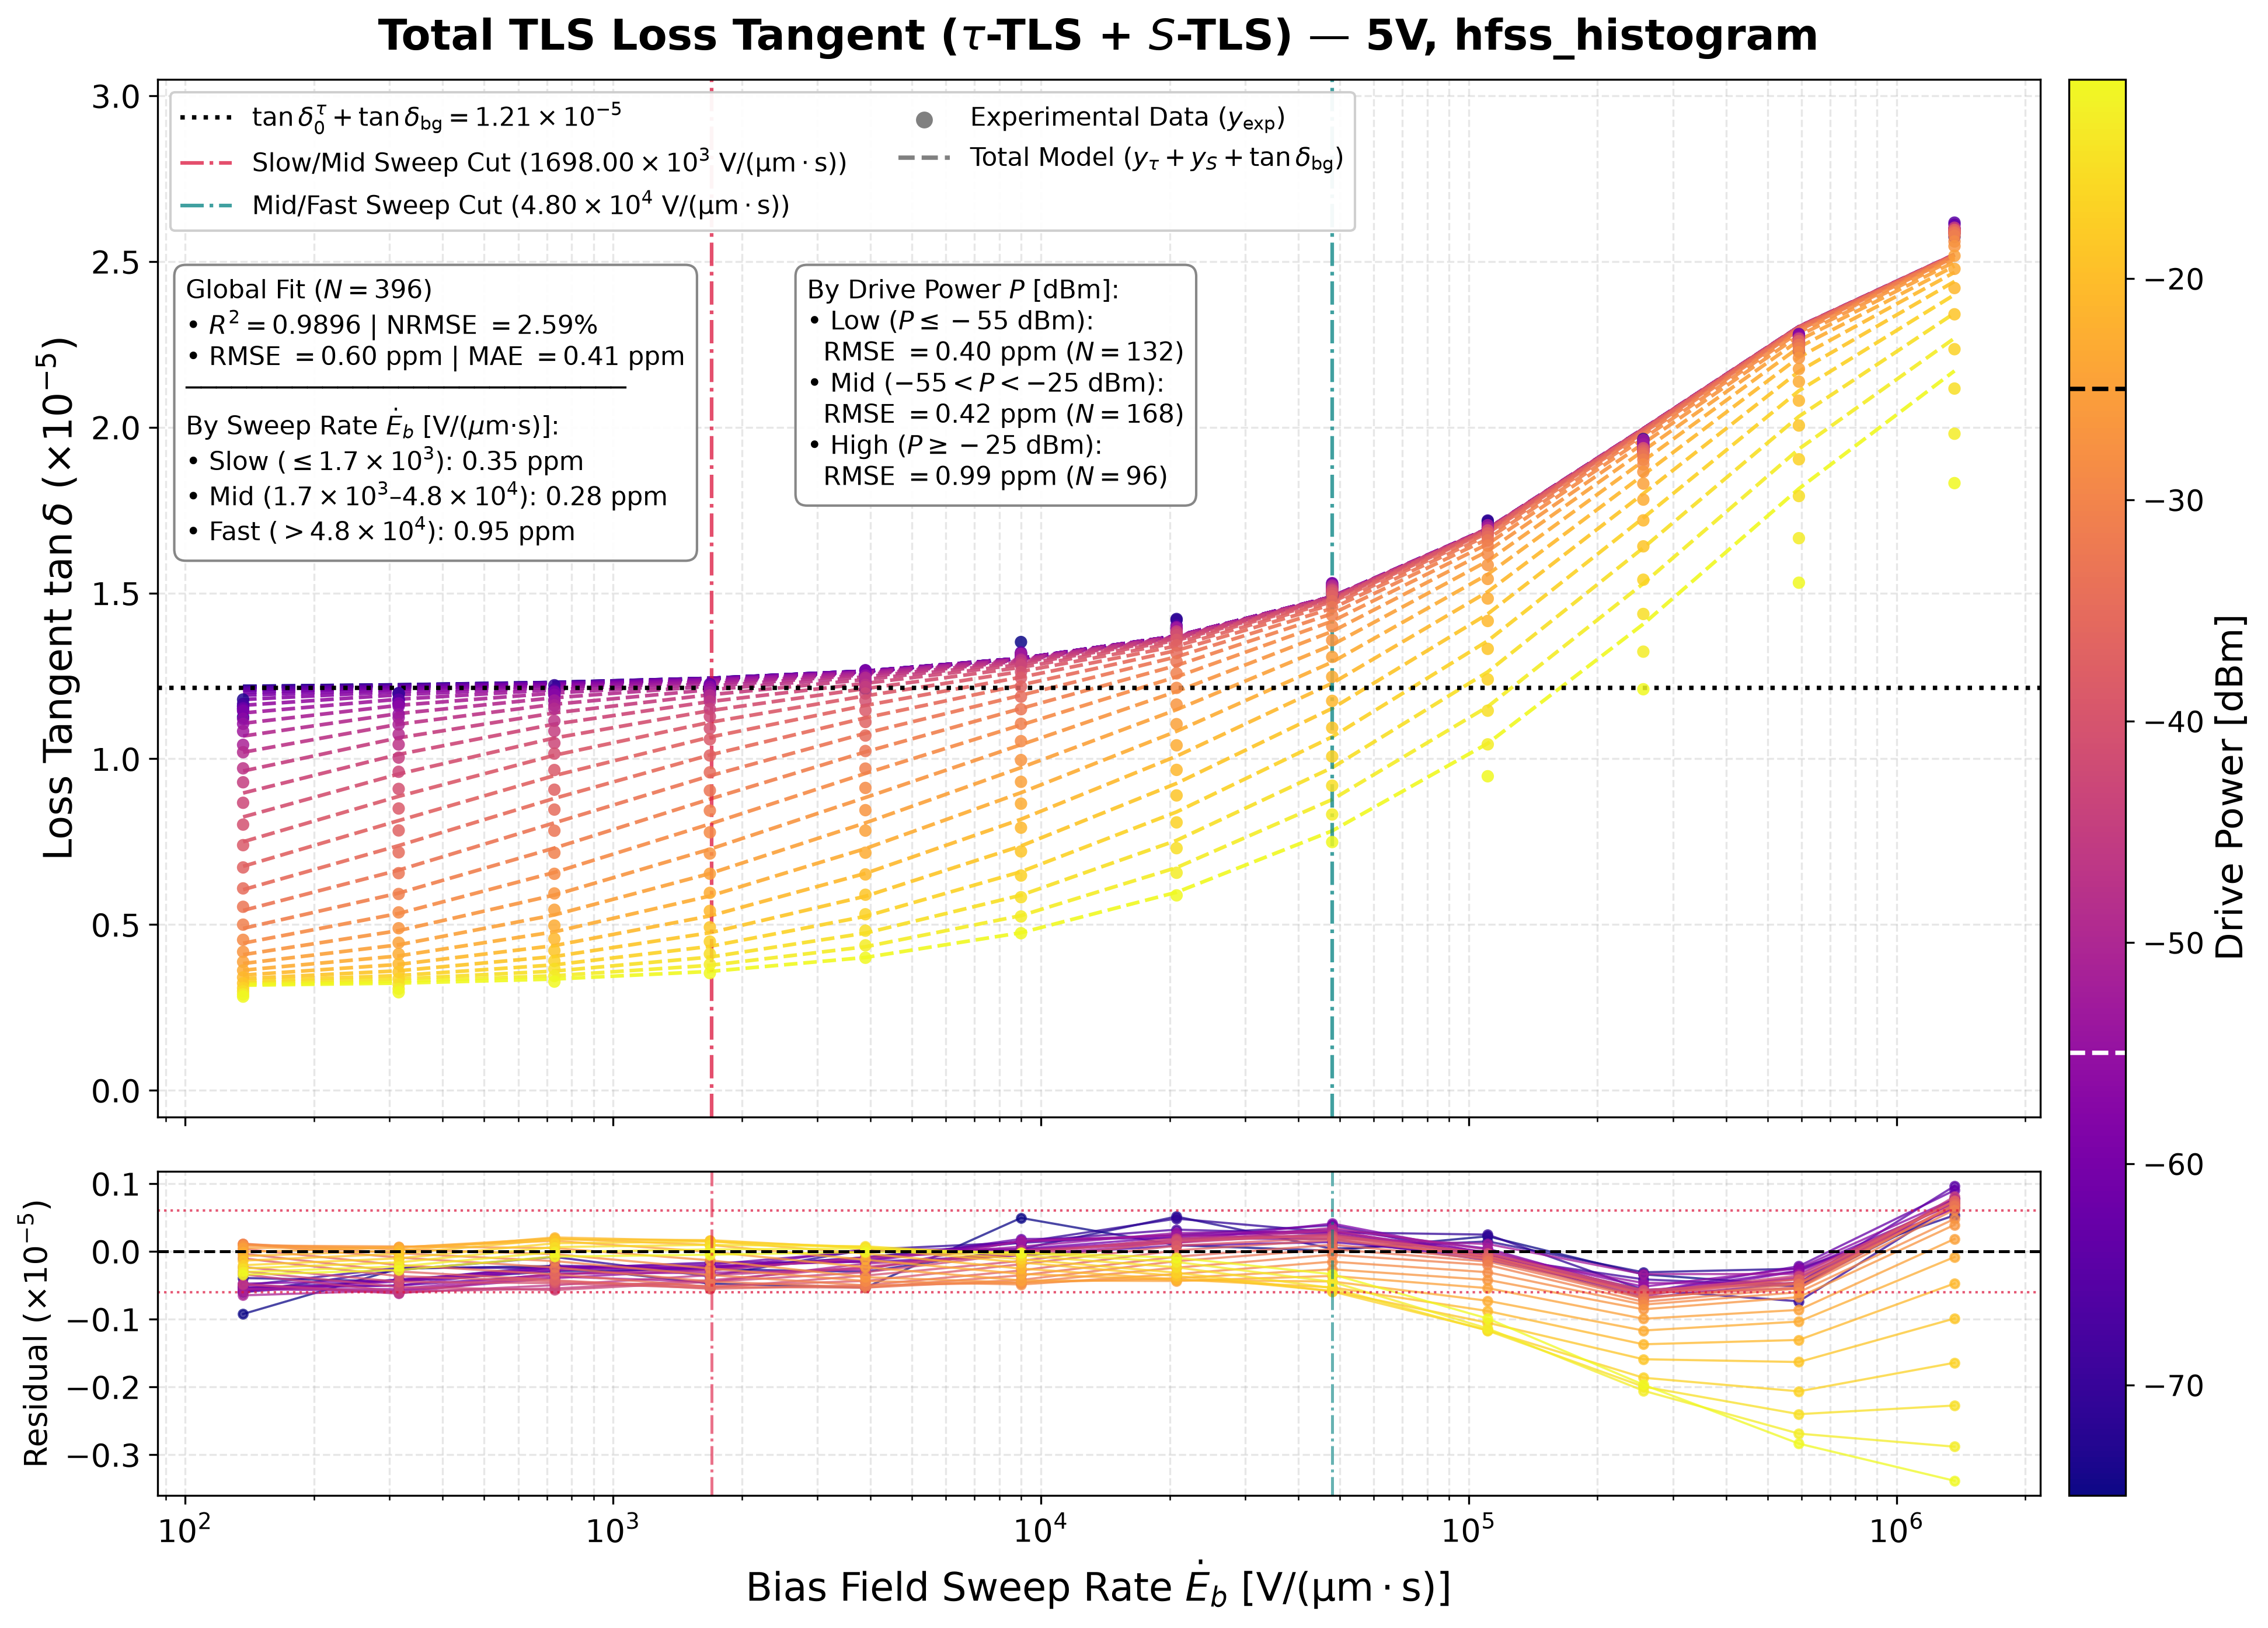 Total TLS Loss Tangent (τ-TLS + S-TLS) — 5V, hfss_histogram
Loss Tangent tan δ (×10⁻⁵)
3.0
2.5
2.0
1.5
1.0
0.5
0.0
tan δ₀^τ + tan δ_bg = 1.21 × 10⁻⁵
Slow/Mid Sweep Cut (1698.00 × 10³ V/(µm · s))
Mid/Fast Sweep Cut (4.80 × 10⁴ V/(µm · s))
Experimental Data (y_exp)
Total Model (y_τ + y_S + tan δ_bg)
Global Fit (N = 396)
• R² = 0.9896 | NRMSE = 2.59%
• RMSE = 0.60 ppm | MAE = 0.41 ppm
By Sweep Rate Ė_b [V/(μm·s)]:
• Slow (≤ 1.7 × 10³): 0.35 ppm
• Mid (1.7 × 10³–4.8 × 10⁴): 0.28 ppm
• Fast (> 4.8 × 10⁴): 0.95 ppm
By Drive Power P [dBm]:
• Low (P ≤ −55 dBm):
RMSE = 0.40 ppm (N = 132)
• Mid (−55 < P < −25 dBm):
RMSE = 0.42 ppm (N = 168)
• High (P ≥ −25 dBm):
RMSE = 0.99 ppm (N = 96)
Residual (×10⁻⁵)
0.1
0.0
−0.1
−0.2
−0.3
10² 10³ 10⁴ 10⁵ 10⁶
Bias Field Sweep Rate Ė_b [V/(µm · s)]
−20
−30
−40
−50
−60
−70
Drive Power [dBm]